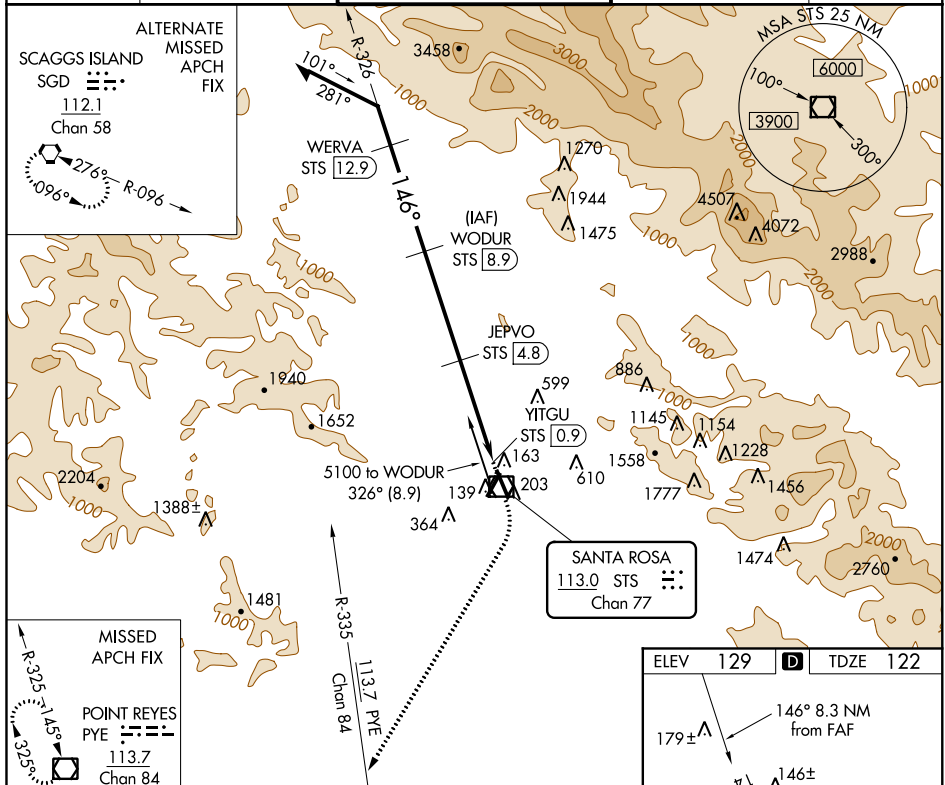 ALTERNATE
MISSED
APCH
FIX
SCAGGS ISLAND
SGD
112.1
Chan 58
276°
R-096
096°
R-326
101°
281°
3458
3000
1000
2000
MSA STS 25 NM
6000
100°
3900
300°
1000
2000
WERVA
STS 12.9
146°
1270
1944
1475
4507
4072
2988
1000
2000
(IAF)
WODUR
STS 8.9
1000
JEPVO
STS 4.8
1000
1940
1652
599
886
1000
YITGU
STS 0.9
1145
1154
1228
1558
163
610
1777
1456
5100 to WODUR
326° (8.9)
139
203
364
2204
1000
1388±
1474
2000
2760
SANTA ROSA
113.0 STS
Chan 77
1481
1000
R-335
113.7 PYE
Chan 84
MISSED
APCH FIX
R-325
145°
325°
POINT REYES
PYE
113.7
Chan 84
ELEV 129 D TDZE 122
146° 8.3 NM
from FAF
179±
146±